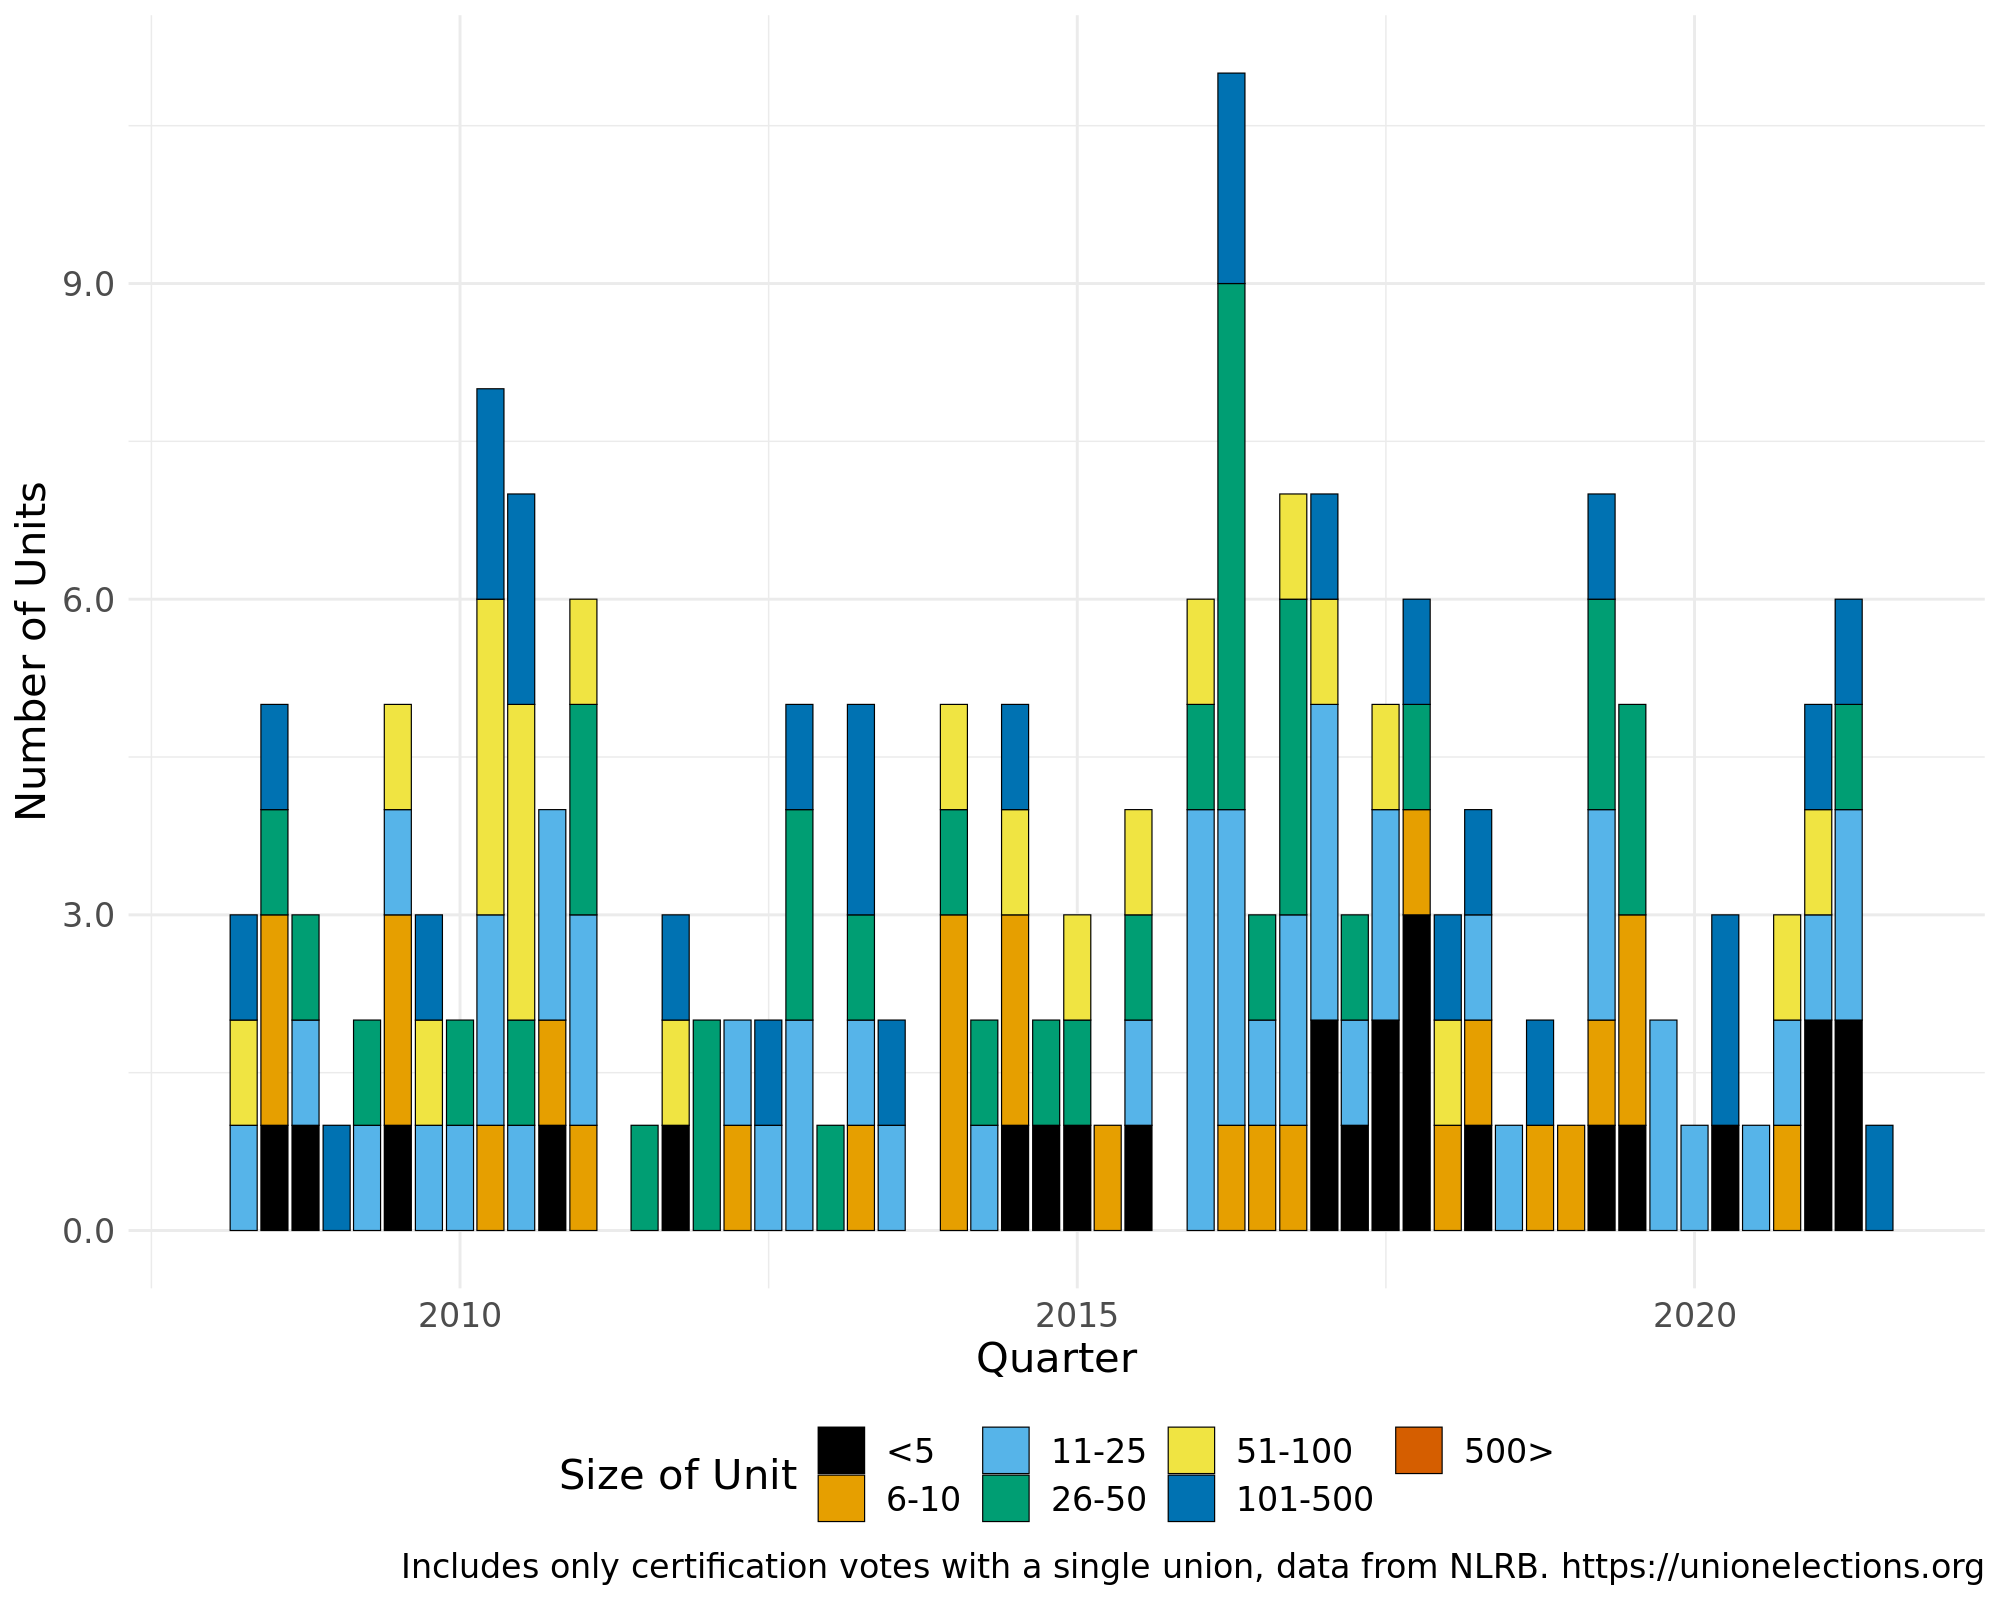 Number of Units
9.0
6.0
3.0
0.0
2010 2015 2020
Quarter
Size of Unit
<5 11-25 51-100 500>
6-10 26-50 101-500
Includes only certification votes with a single union, data from NLRB. https://unionelections.org